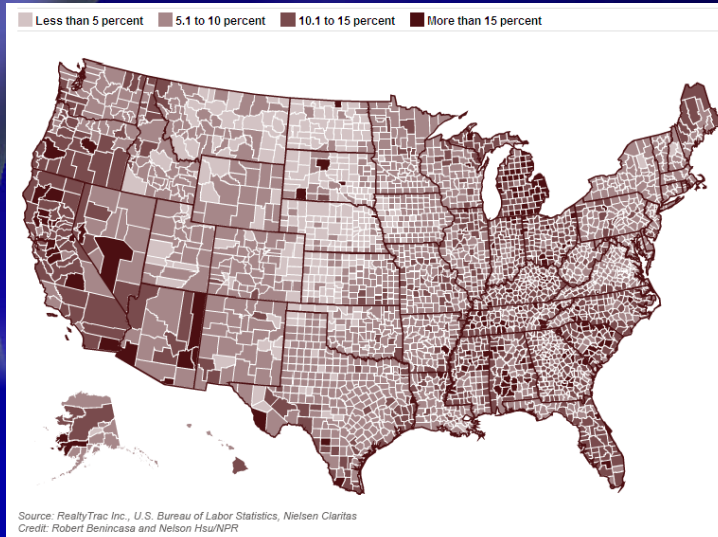 Less than 5 percent 5.1 to 10 percent 10.1 to 15 percent More than 15 percent
Source: RealtyTrac Inc., U.S. Bureau of Labor Statistics, Nielsen Claritas
Credit: Robert Benincasa and Nelson Hsu/NPR